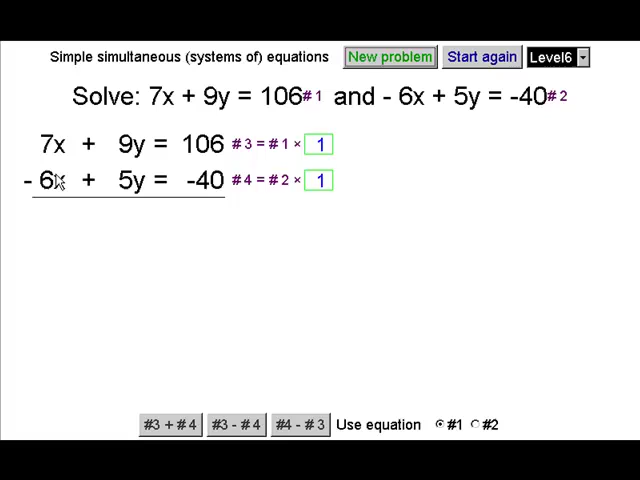 Simple simultaneous (systems of) equations New problem Start again Level6
Solve: 7x + 9y = 106 #1 and - 6x + 5y = -40 #2
7x + 9y = 106 #3 = #1 × 1
- 6x + 5y = -40 #4 = #2 × 1
#3 + #4 #3 - #4 #4 - #3 Use equation #1 #2